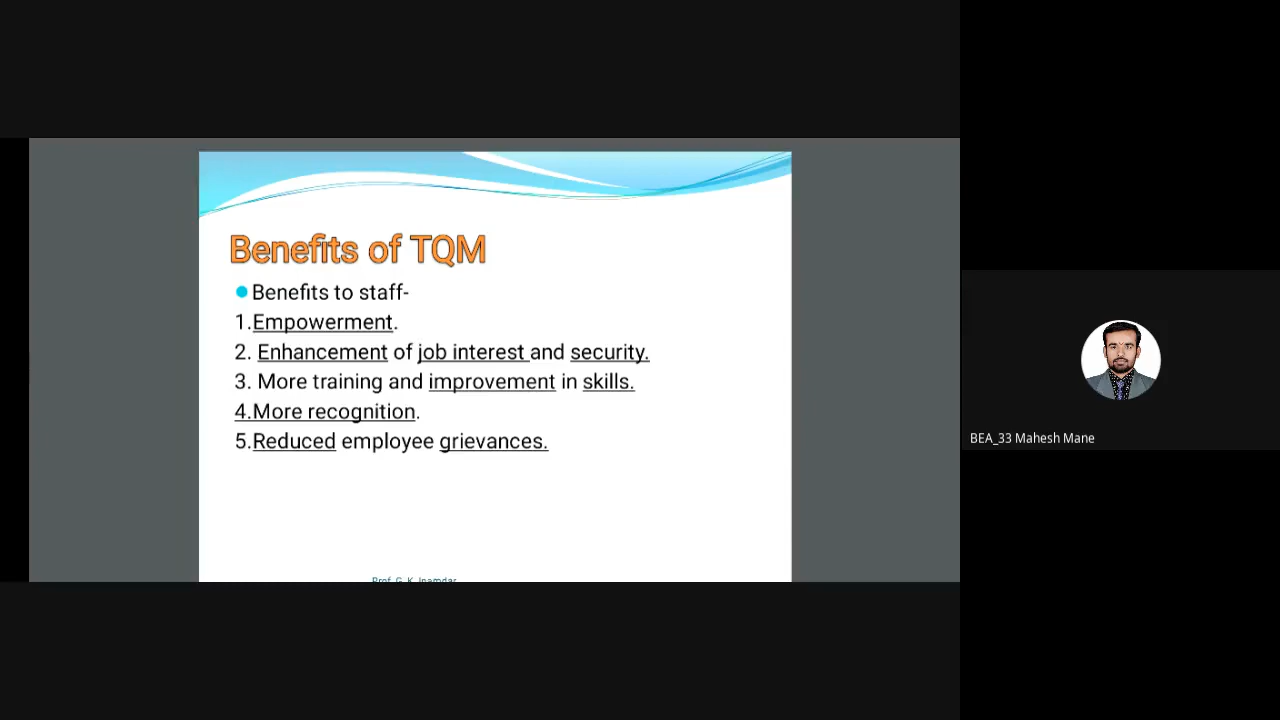 Benefits of TQM
Benefits to staff-
1.Empowerment.
2. Enhancement of job interest and security.
3. More training and improvement in skills.
4.More recognition.
5.Reduced employee grievances.
Prof. G. K. Inamdar
BEA_33 Mahesh Mane